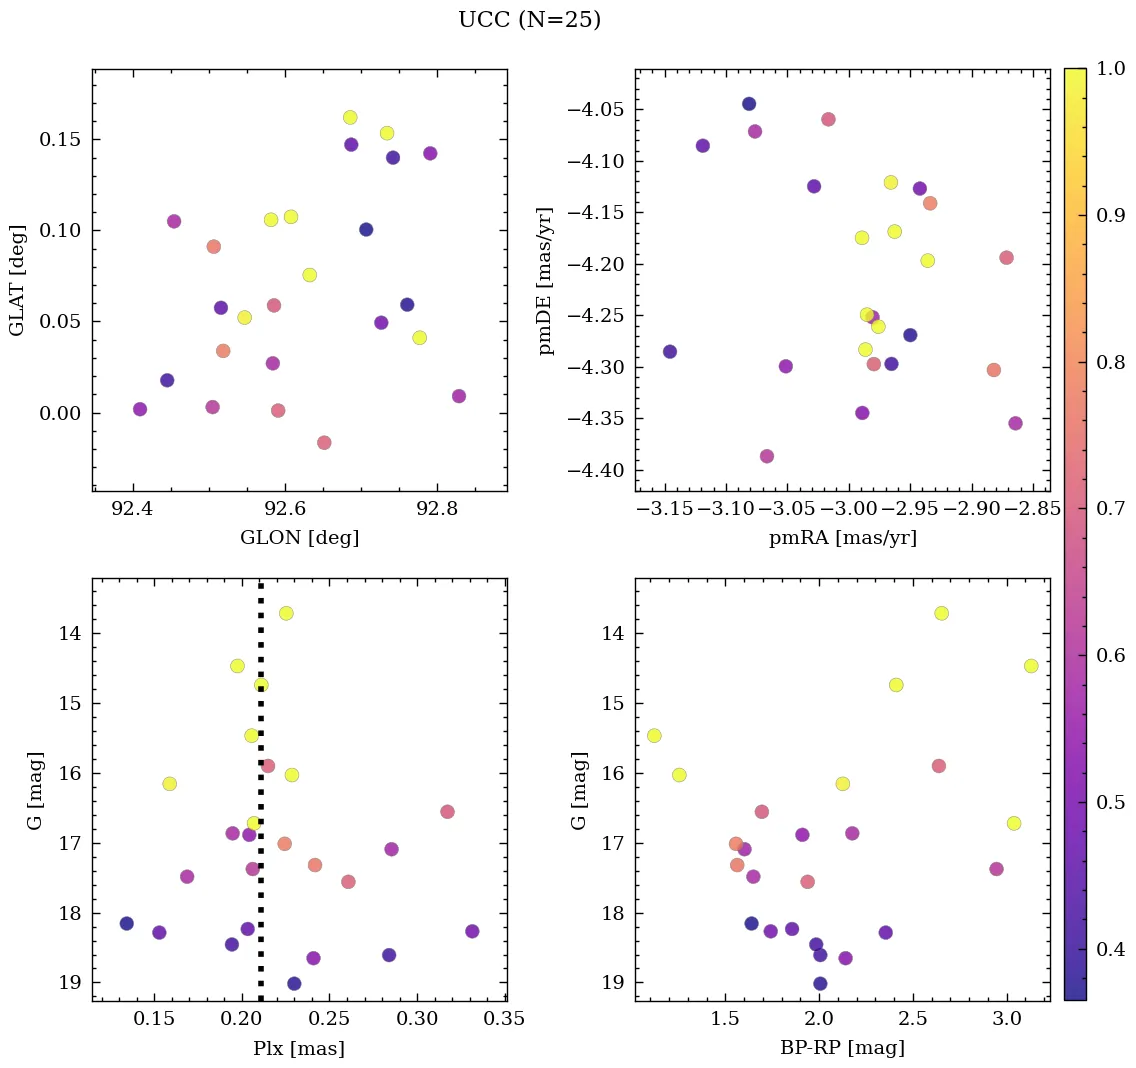 UCC (N=25)
0.15
0.10
0.05
0.00
GLAT [deg]
92.4 92.6 92.8
GLON [deg]
−4.05
−4.10
−4.15
−4.20
−4.25
−4.30
−4.35
−4.40
pmDE [mas/yr]
−3.15 −3.10 −3.05 −3.00 −2.95 −2.90 −2.85
pmRA [mas/yr]
14
15
16
17
18
19
G [mag]
0.15 0.20 0.25 0.30 0.35
Plx [mas]
14
15
16
17
18
19
G [mag]
1.5 2.0 2.5 3.0
BP-RP [mag]
1.0
0.9
0.8
0.7
0.6
0.5
0.4